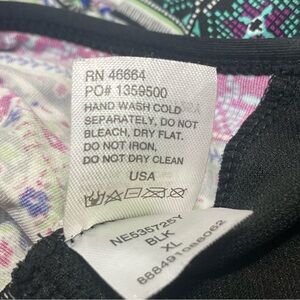 RN 46664
PO# 1359500
HAND WASH COLD
SEPARATELY, DO NOT
BLEACH, DRY FLAT.
DO NOT IRON,
DO NOT DRY CLEAN
USA
NE535725Y
BLK
XL
888491088062